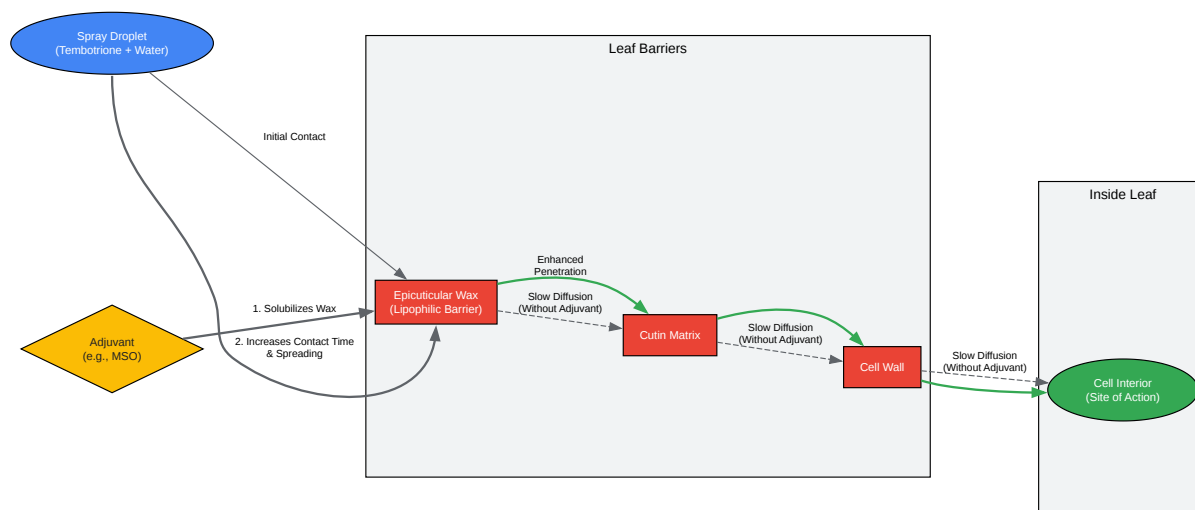 Spray Droplet
(Tembotrione + Water)
Leaf Barriers
Initial Contact
Inside Leaf
Enhanced
Penetration
Epicuticular Wax
(Lipophilic Barrier)
Slow Diffusion
(Without Adjuvant)
1. Solubilizes Wax
Cutin Matrix
Slow Diffusion
(Without Adjuvant)
Adjuvant
(e.g., MSO)
2. Increases Contact Time
& Spreading
Cell Wall
Slow Diffusion
(Without Adjuvant)
Cell Interior
(Site of Action)